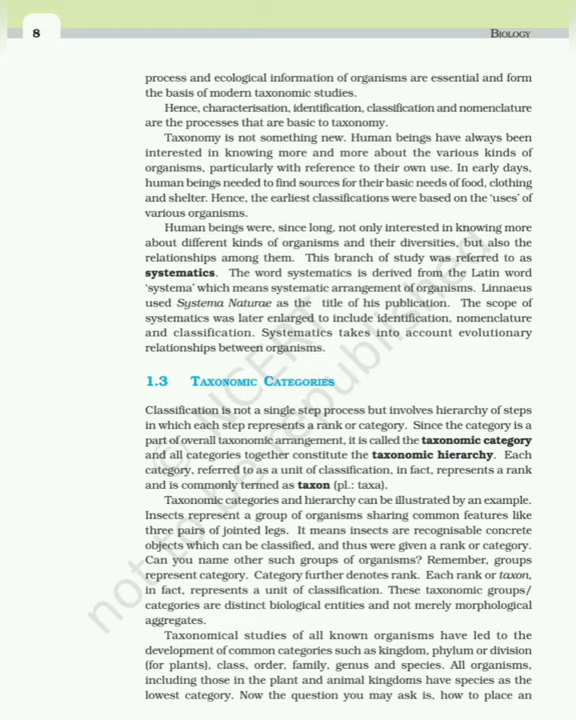 8
BIOLOGY
process and ecological information of organisms are essential and form
the basis of modern taxonomic studies.
Hence, characterisation, identification, classification and nomenclature
are the processes that are basic to taxonomy.
Taxonomy is not something new. Human beings have always been
interested in knowing more and more about the various kinds of
organisms, particularly with reference to their own use. In early days,
human beings needed to find sources for their basic needs of food, clothing
and shelter. Hence, the earliest classifications were based on the ‘uses’ of
various organisms.
Human beings were, since long, not only interested in knowing more
about different kinds of organisms and their diversities, but also the
relationships among them. This branch of study was referred to as
systematics. The word systematics is derived from the Latin word
‘systema’ which means systematic arrangement of organisms. Linnaeus
used Systema Naturae as the title of his publication. The scope of
systematics was later enlarged to include identification, nomenclature
and classification. Systematics takes into account evolutionary
relationships between organisms.
1.3 TAXONOMIC CATEGORIES
Classification is not a single step process but involves hierarchy of steps
in which each step represents a rank or category. Since the category is a
part of overall taxonomic arrangement, it is called the taxonomic category
and all categories together constitute the taxonomic hierarchy. Each
category, referred to as a unit of classification, in fact, represents a rank
and is commonly termed as taxon (pl.: taxa).
Taxonomic categories and hierarchy can be illustrated by an example.
Insects represent a group of organisms sharing common features like
three pairs of jointed legs. It means insects are recognisable concrete
objects which can be classified, and thus were given a rank or category.
Can you name other such groups of organisms? Remember, groups
represent category. Category further denotes rank. Each rank or taxon,
in fact, represents a unit of classification. These taxonomic groups/
categories are distinct biological entities and not merely morphological
aggregates.
Taxonomical studies of all known organisms have led to the
development of common categories such as kingdom, phylum or division
(for plants), class, order, family, genus and species. All organisms,
including those in the plant and animal kingdoms have species as the
lowest category. Now the question you may ask is, how to place an
© NCERT
not to be republished